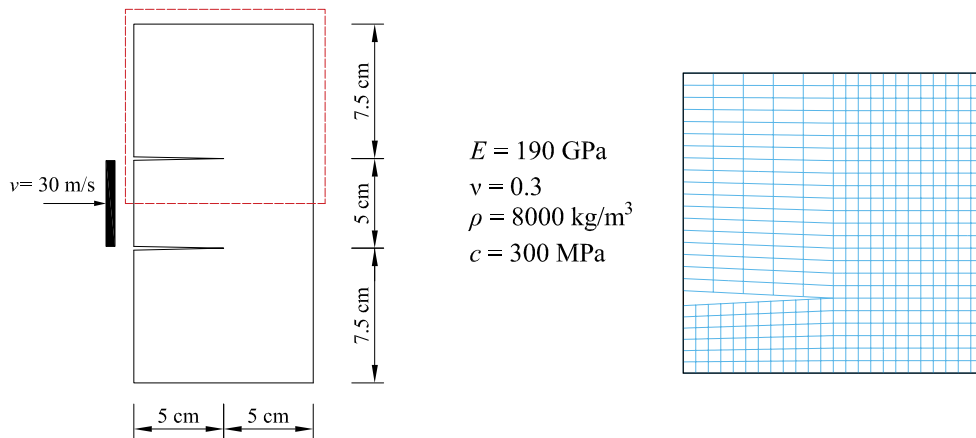 7.5 cm
v= 30 m/s
5 cm
7.5 cm
5 cm
5 cm
E = 190 GPa
ν = 0.3
ρ = 8000 kg/m³
c = 300 MPa